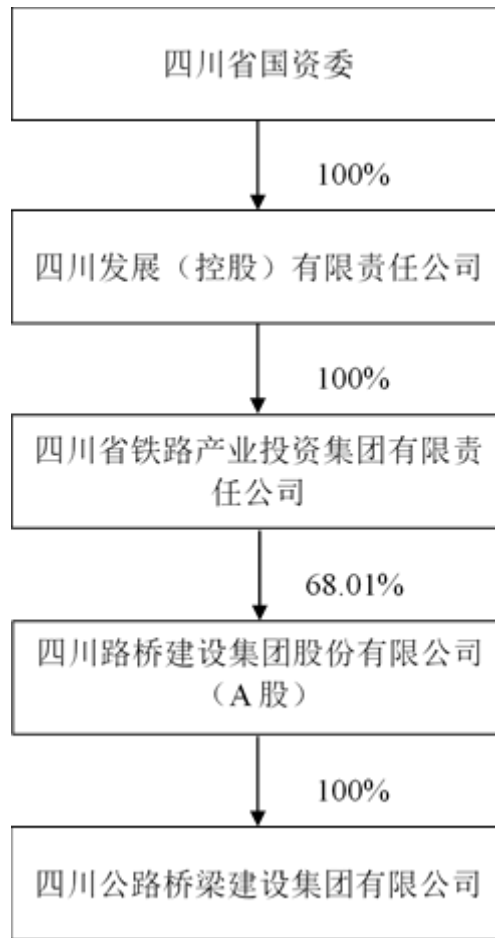 四川省国资委
100%
四川发展（控股）有限责任公司
100%
四川省铁路产业投资集团有限责
任公司
68.01%
四川路桥建设集团股份有限公司
（A 股）
100%
四川公路桥梁建设集团有限公司